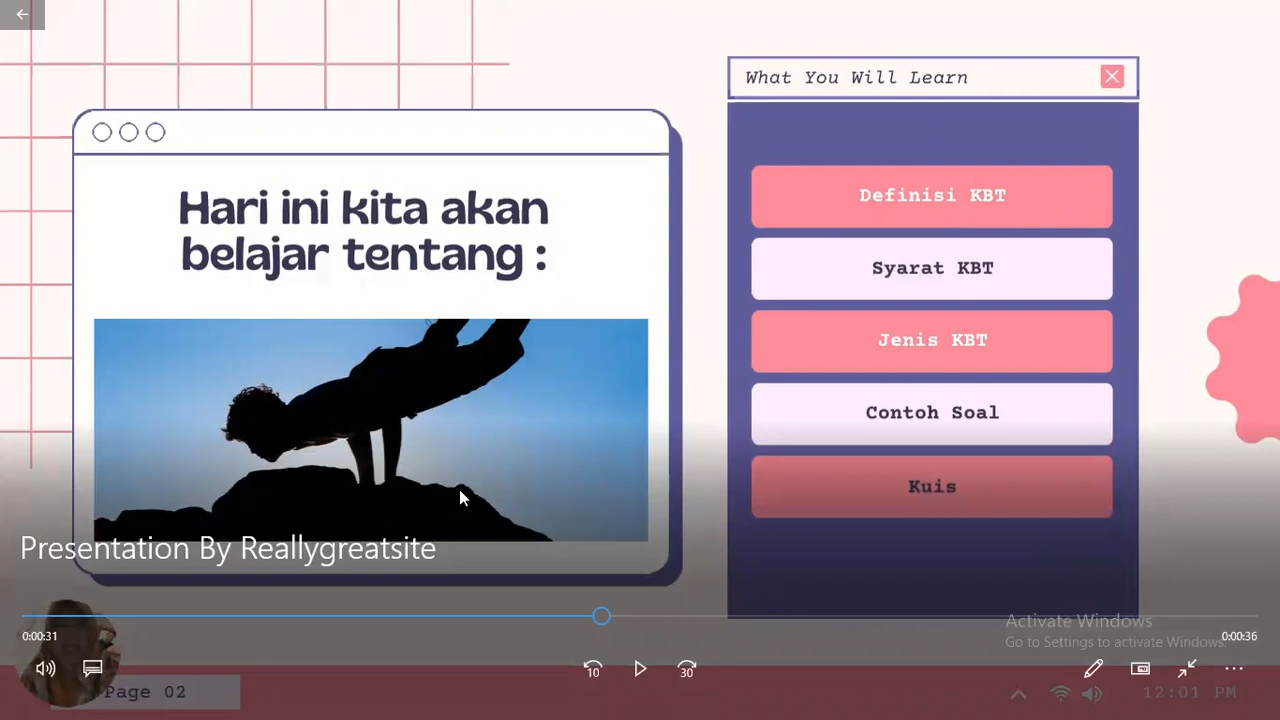 Hari ini kita akan
belajar tentang :
What You Will Learn
Definisi KBT
Syarat KBT
Jenis KBT
Contoh Soal
Kuis
Presentation By Reallygreatsite
Activate Windows
Go to Settings to activate Windows.
0:00:31
0:00:36
10
30
Page 02
12:01 PM